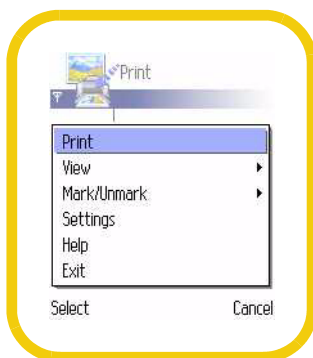 Print
Print
View
Mark/Unmark
Settings
Help
Exit
Select Cancel